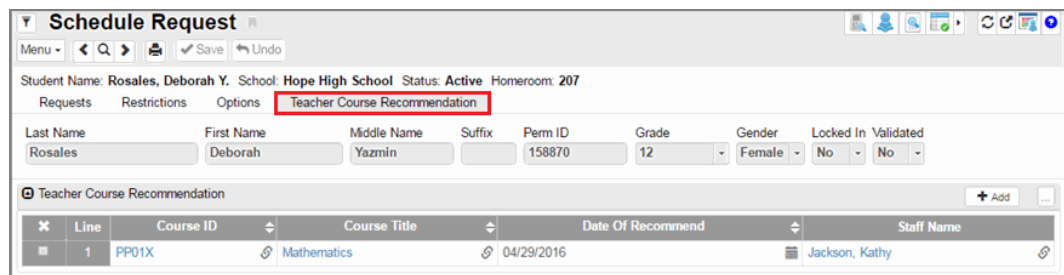 Schedule Request
Menu Save Undo
Student Name: Rosales, Deborah Y. School: Hope High School Status: Active Homeroom: 207
Requests Restrictions Options Teacher Course Recommendation
Last Name First Name Middle Name Suffix Perm ID Grade Gender Locked In Validated
Rosales Deborah Yazmin 158870 12 Female No No
Teacher Course Recommendation + Add ...
Line Course ID Course Title Date Of Recommend Staff Name
1 PP01X Mathematics 04/29/2016 Jackson, Kathy